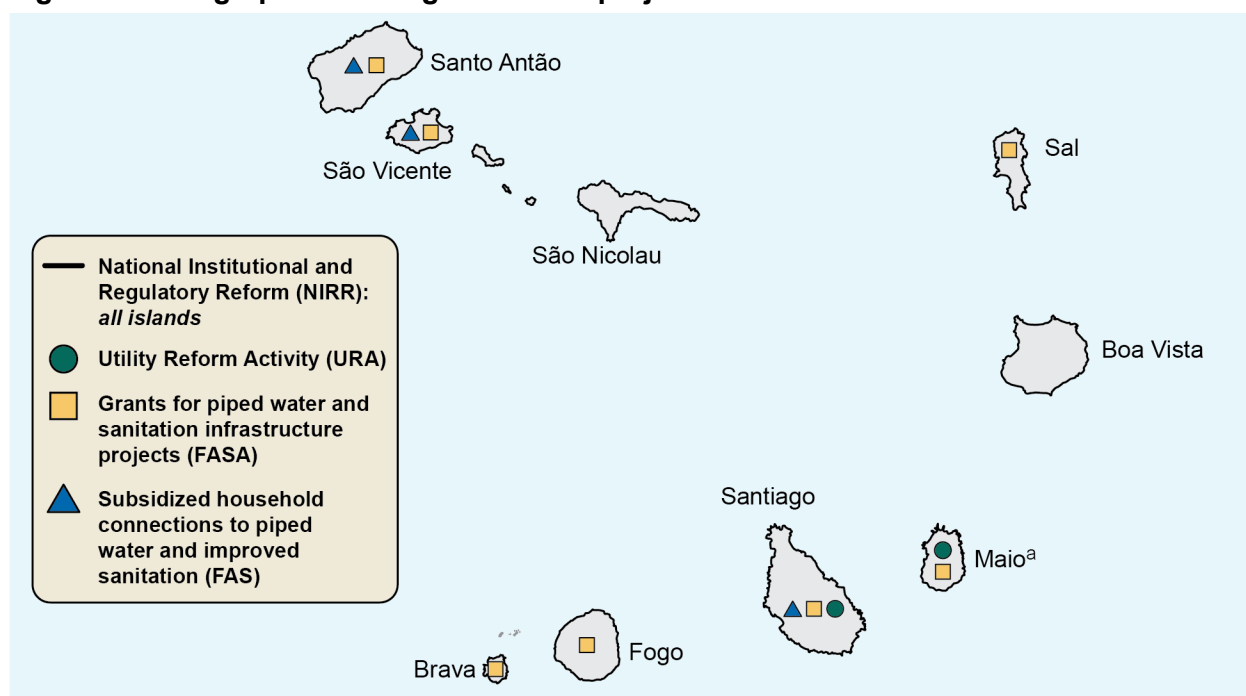 Santo Antão
São Vicente
Sal
São Nicolau
National Institutional and
Regulatory Reform (NIRR):
all islands
Utility Reform Activity (URA)
Grants for piped water and
sanitation infrastructure
projects (FASA)
Subsidized household
connections to piped
water and improved
sanitation (FAS)
Boa Vista
Santiago
Maioᵃ
Fogo
Brava